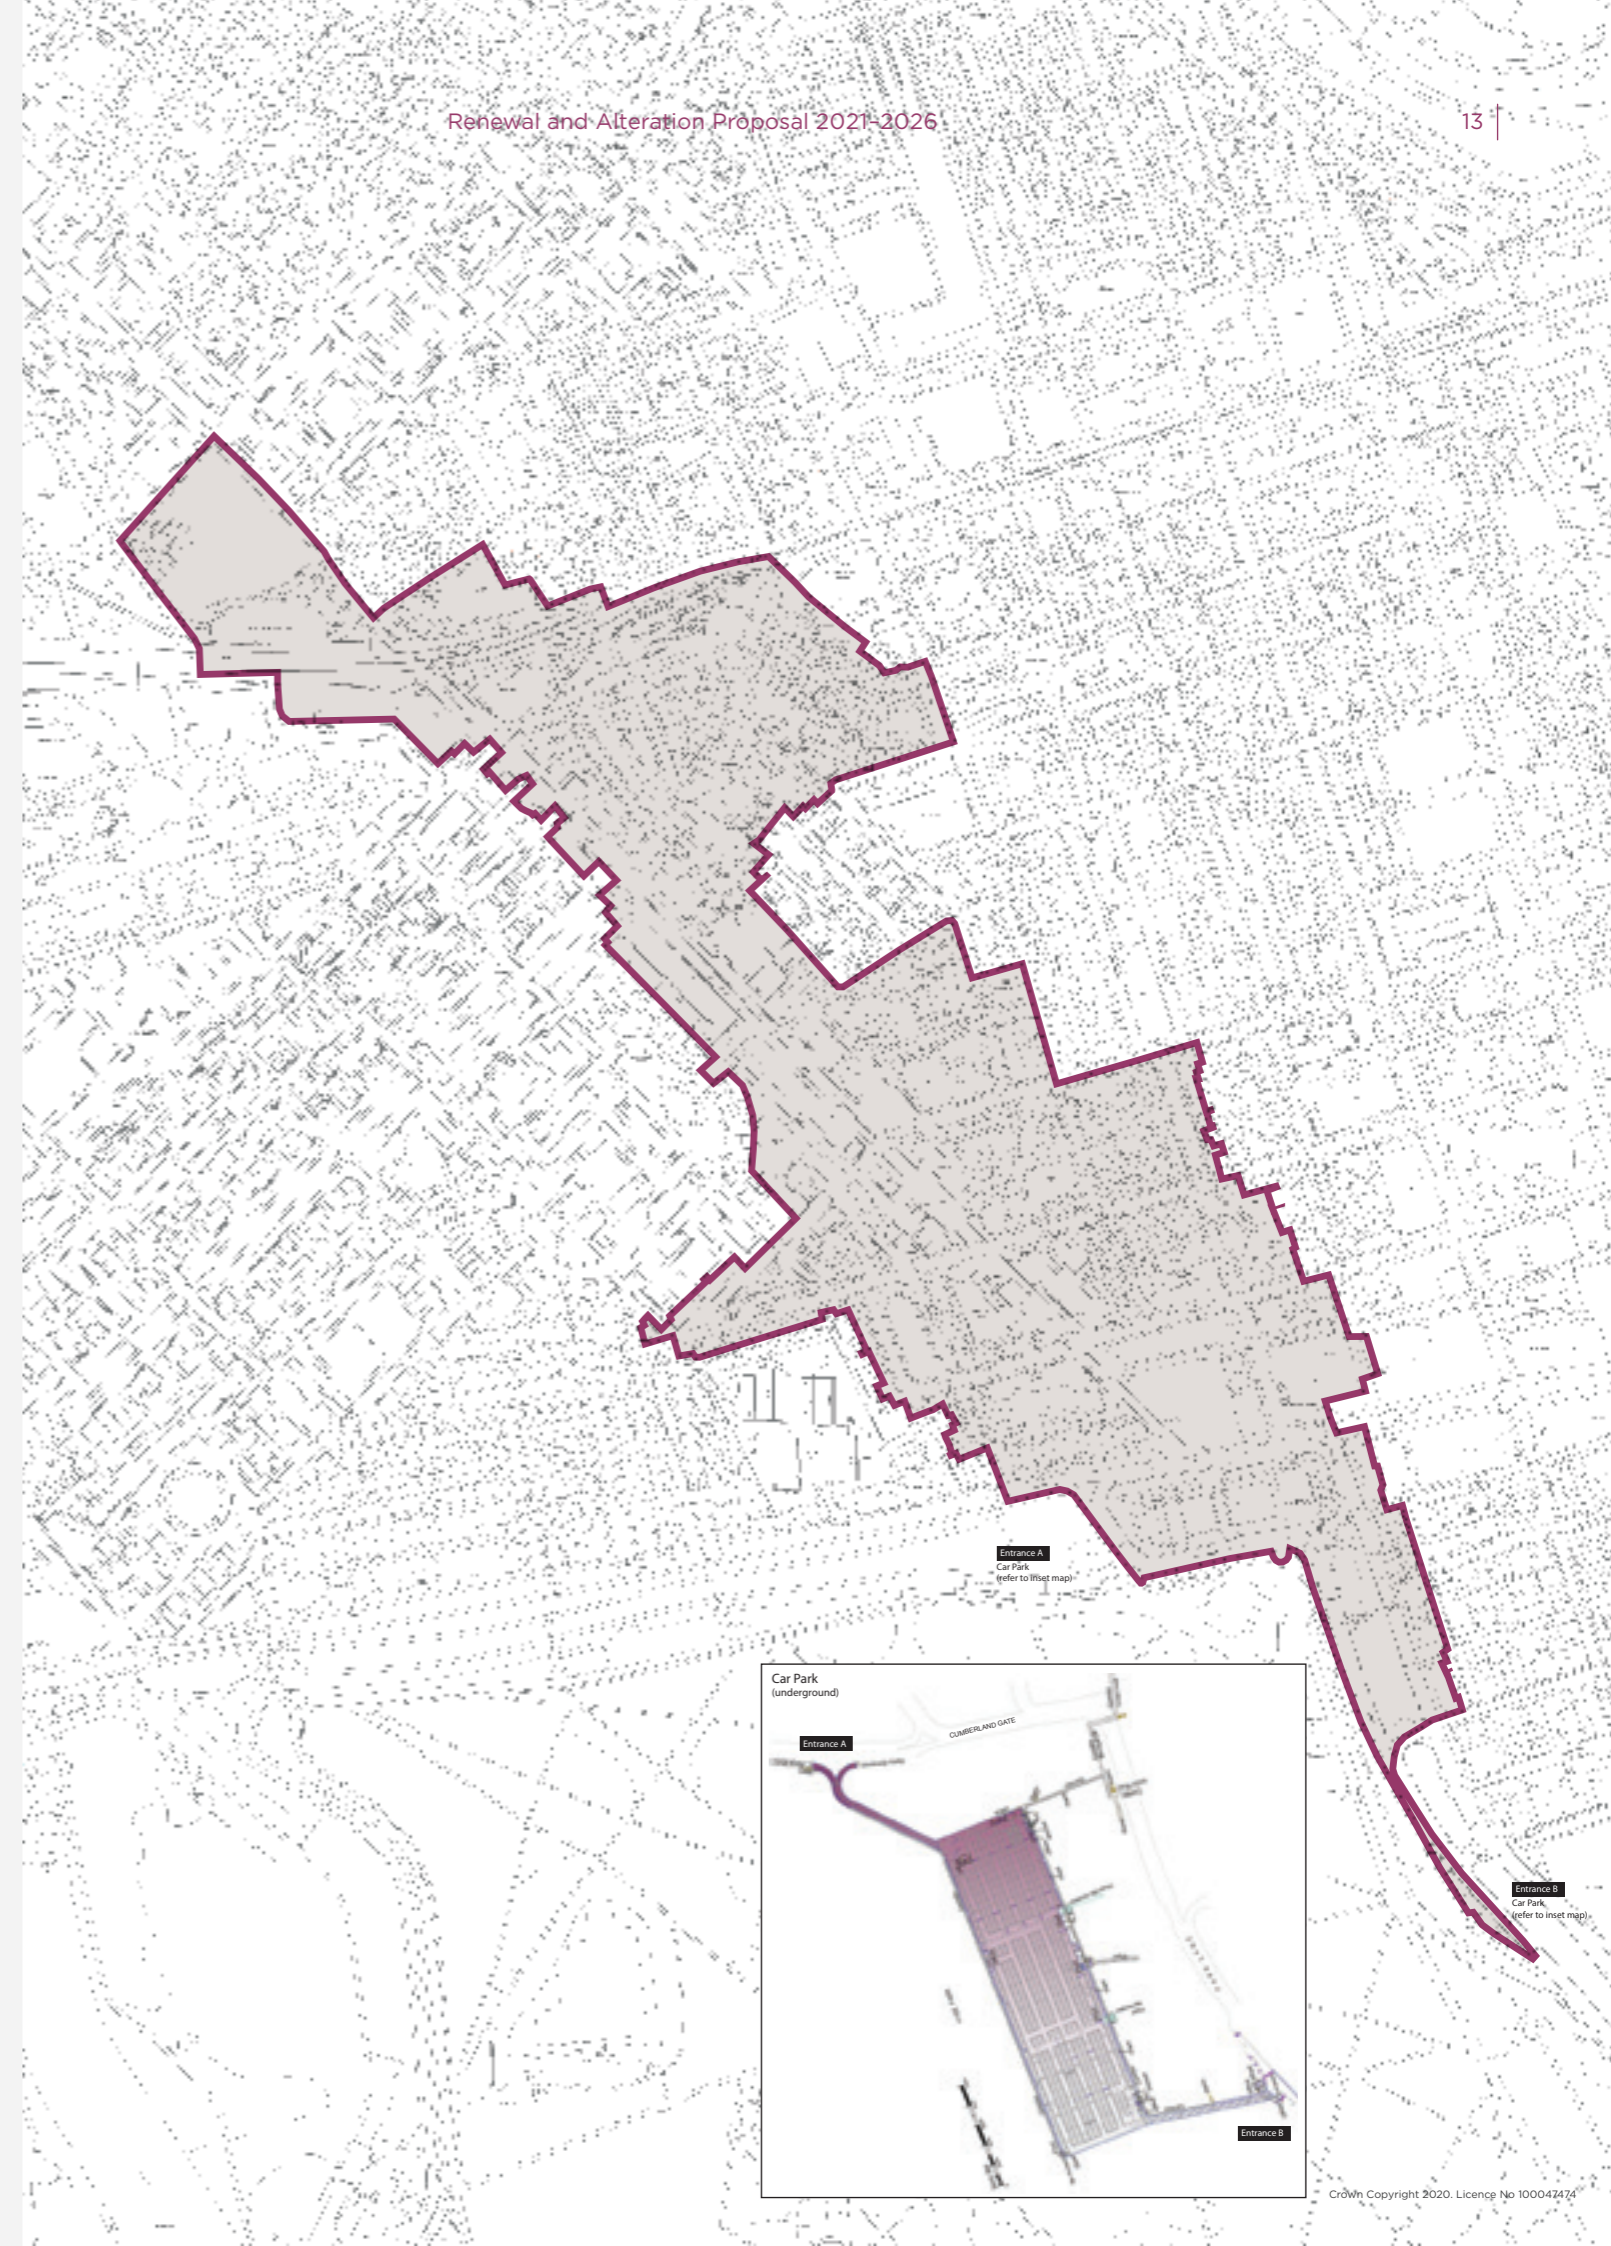 Renewal and Alteration Proposal 2021–2026
13
Entrance A
Car Park
(refer to inset map)
Car Park
(underground)
CUMBERLAND GATE
Entrance A
Entrance B
Car Park
(refer to inset map)
Entrance B
Crown Copyright 2020. Licence No 100047474